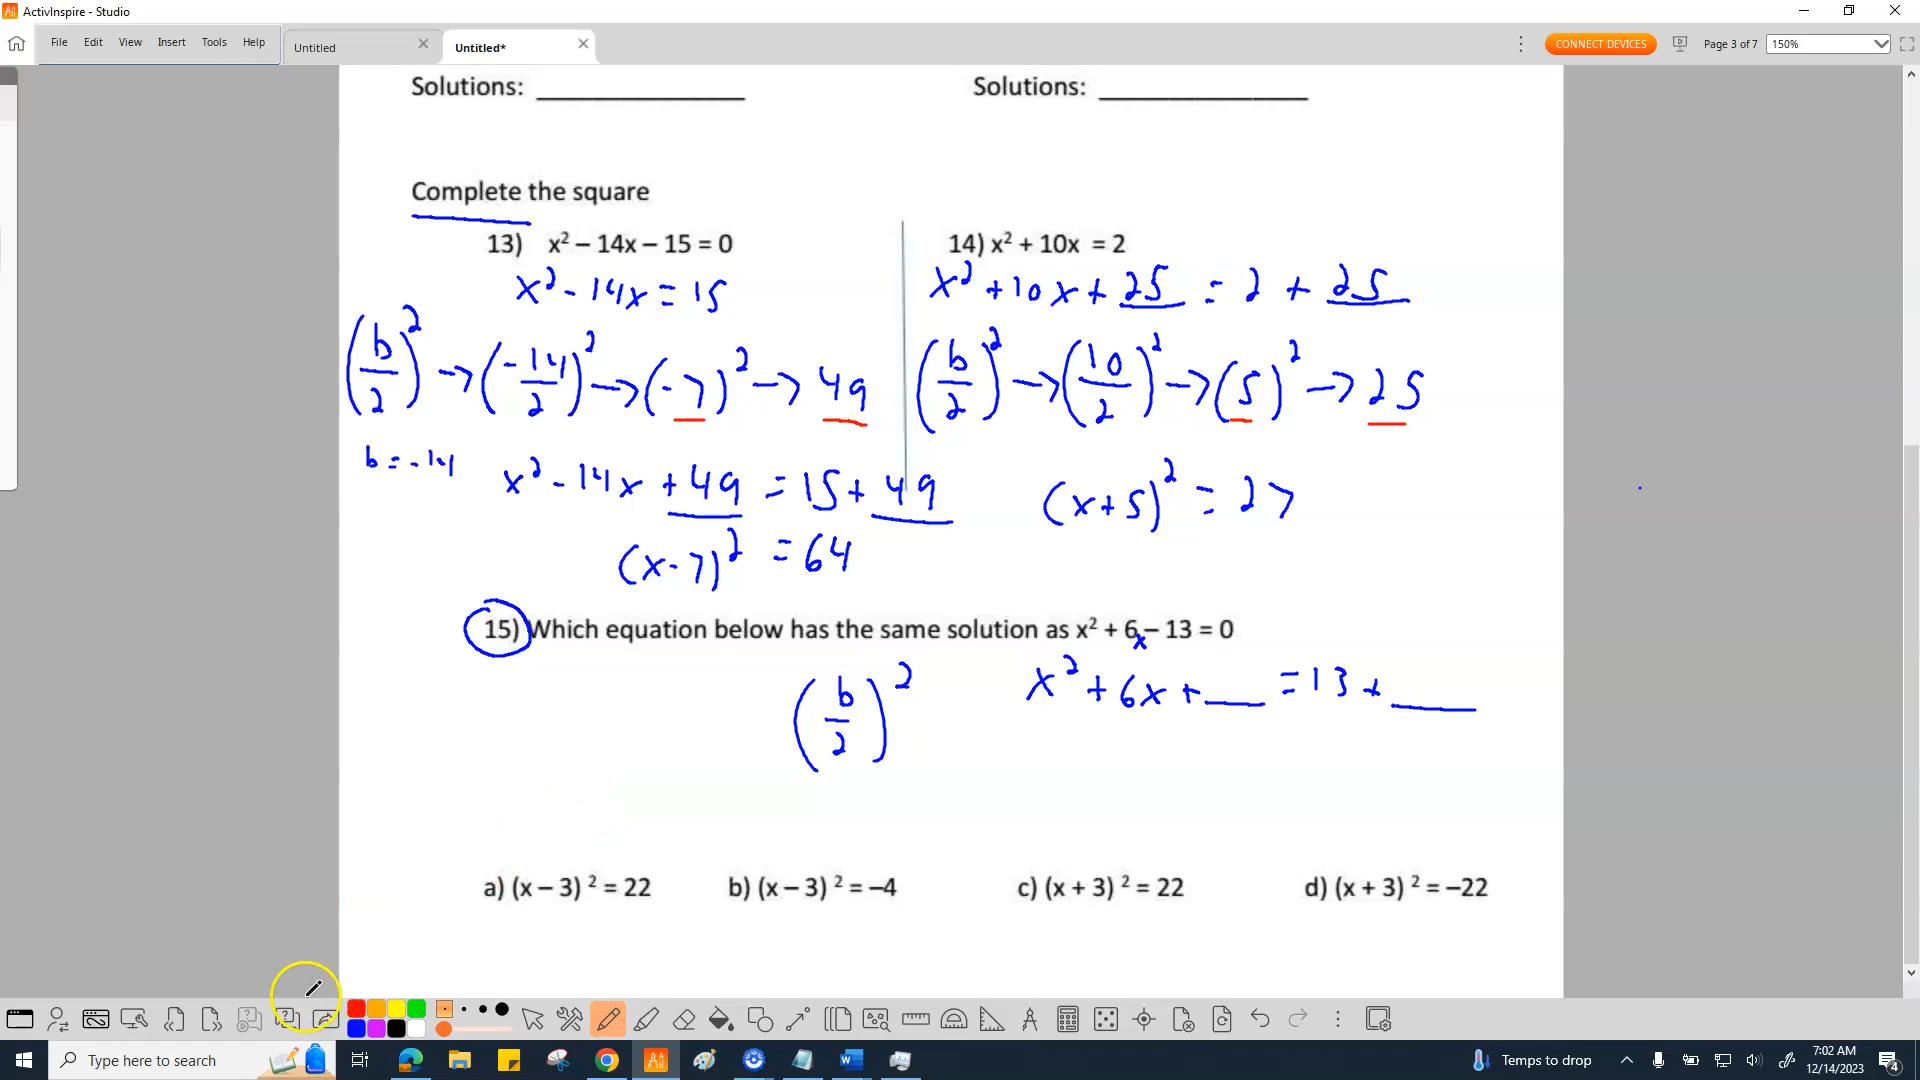 ActivInspire - Studio
File Edit View Insert Tools Help
Untitled
Untitled*
CONNECT DEVICES
Page 3 of 7
150%
Solutions: _______________
Solutions: _______________
Complete the square
13) x² – 14x – 15 = 0
x² - 14x = 15
(b/2)² → (-14/2)² → (-7)² → 49
b = -14
x² - 14x + 49 = 15 + 49
(x - 7)² = 64
14) x² + 10x = 2
x² + 10x + 25 = 2 + 25
(b/2)² → (10/2)² → (5)² → 25
(x + 5)² = 27
15) Which equation below has the same solution as x² + 6x – 13 = 0
(b/2)²
x² + 6x + __ = 13 + __
a) (x – 3) ² = 22
b) (x – 3) ² = –4
c) (x + 3) ² = 22
d) (x + 3) ² = –22
Type here to search
Temps to drop
7:02 AM
12/14/2023
4